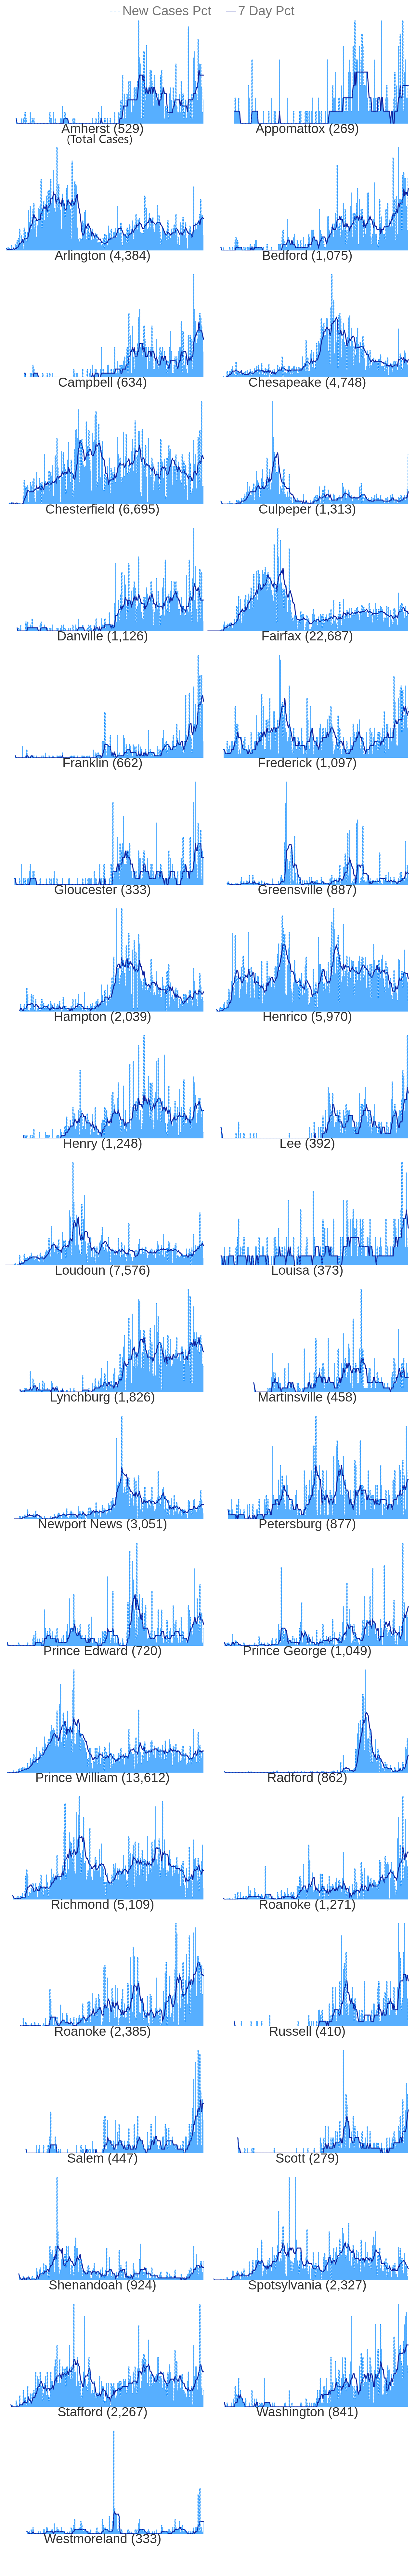 New Cases Pct 7 Day Pct
Amherst (529) Appomattox (269)
(Total Cases)
Arlington (4,384) Bedford (1,075)
Campbell (634) Chesapeake (4,748)
Chesterfield (6,695) Culpeper (1,313)
Danville (1,126) Fairfax (22,687)
Franklin (662) Frederick (1,097)
Gloucester (333) Greensville (887)
Hampton (2,039) Henrico (5,970)
Henry (1,248) Lee (392)
Loudoun (7,576) Louisa (373)
Lynchburg (1,826) Martinsville (458)
Newport News (3,051) Petersburg (877)
Prince Edward (720) Prince George (1,049)
Prince William (13,612) Radford (862)
Richmond (5,109) Roanoke (1,271)
Roanoke (2,385) Russell (410)
Salem (447) Scott (279)
Shenandoah (924) Spotsylvania (2,327)
Stafford (2,267) Washington (841)
Westmoreland (333)